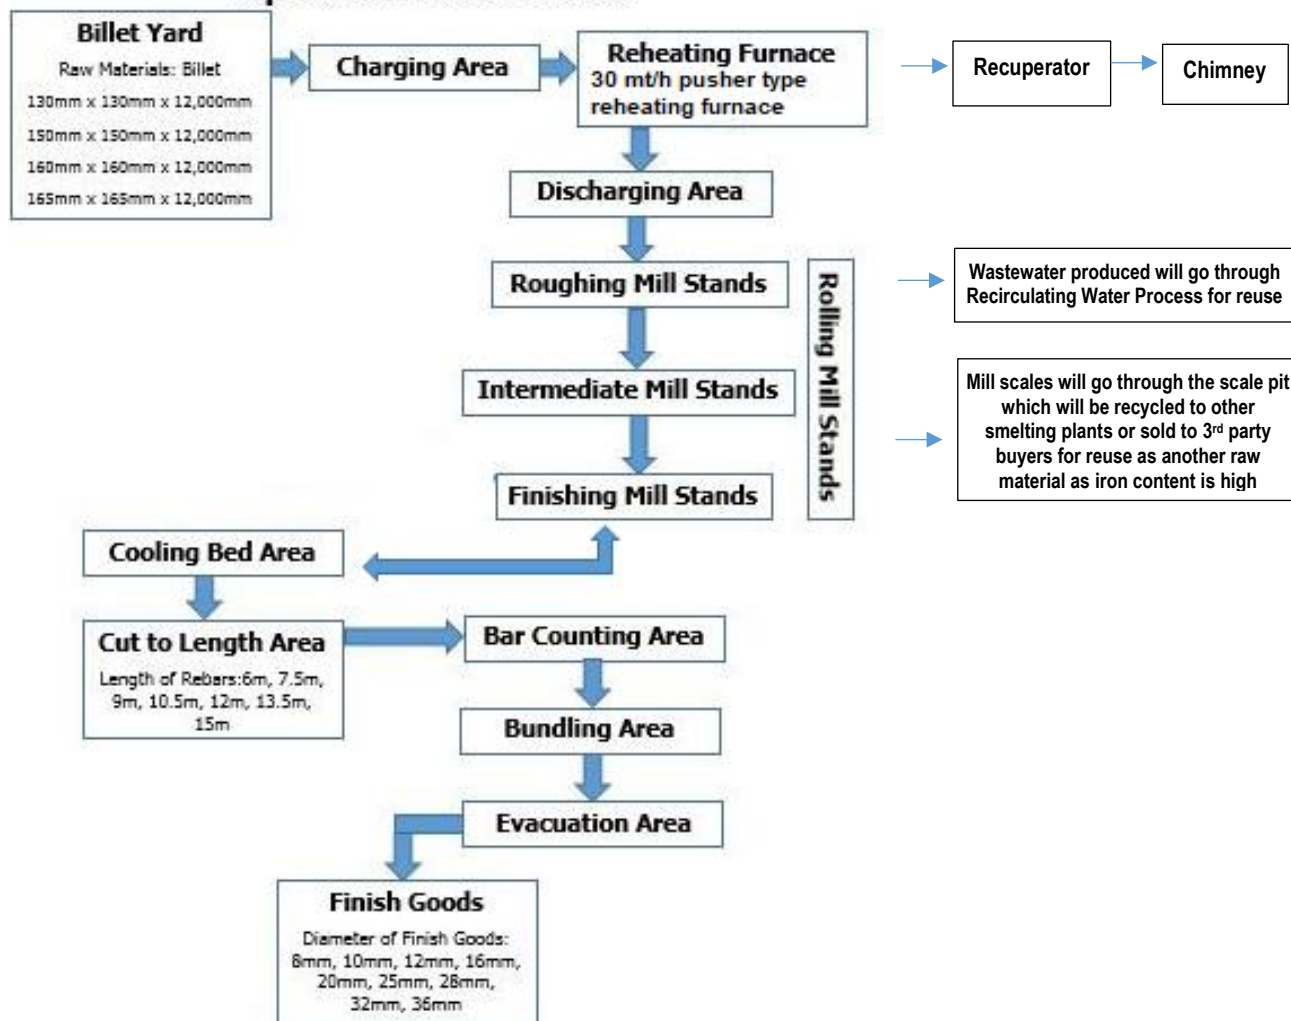 Billet Yard
Raw Materials: Billet
130mm x 130mm x 12,000mm
150mm x 150mm x 12,000mm
160mm x 160mm x 12,000mm
165mm x 165mm x 12,000mm
Charging Area
Reheating Furnace
30 mt/h pusher type
reheating furnace
Recuperator
Chimney
Discharging Area
Roughing Mill Stands
Intermediate Mill Stands
Finishing Mill Stands
Rolling Mill Stands
Wastewater produced will go through
Recirculating Water Process for reuse
Mill scales will go through the scale pit
which will be recycled to other
smelting plants or sold to 3rd party
buyers for reuse as another raw
material as iron content is high
Cooling Bed Area
Cut to Length Area
Length of Rebars:6m, 7.5m,
9m, 10.5m, 12m, 13.5m,
15m
Bar Counting Area
Bundling Area
Evacuation Area
Finish Goods
Diameter of Finish Goods:
8mm, 10mm, 12mm, 16mm,
20mm, 25mm, 28mm,
32mm, 36mm